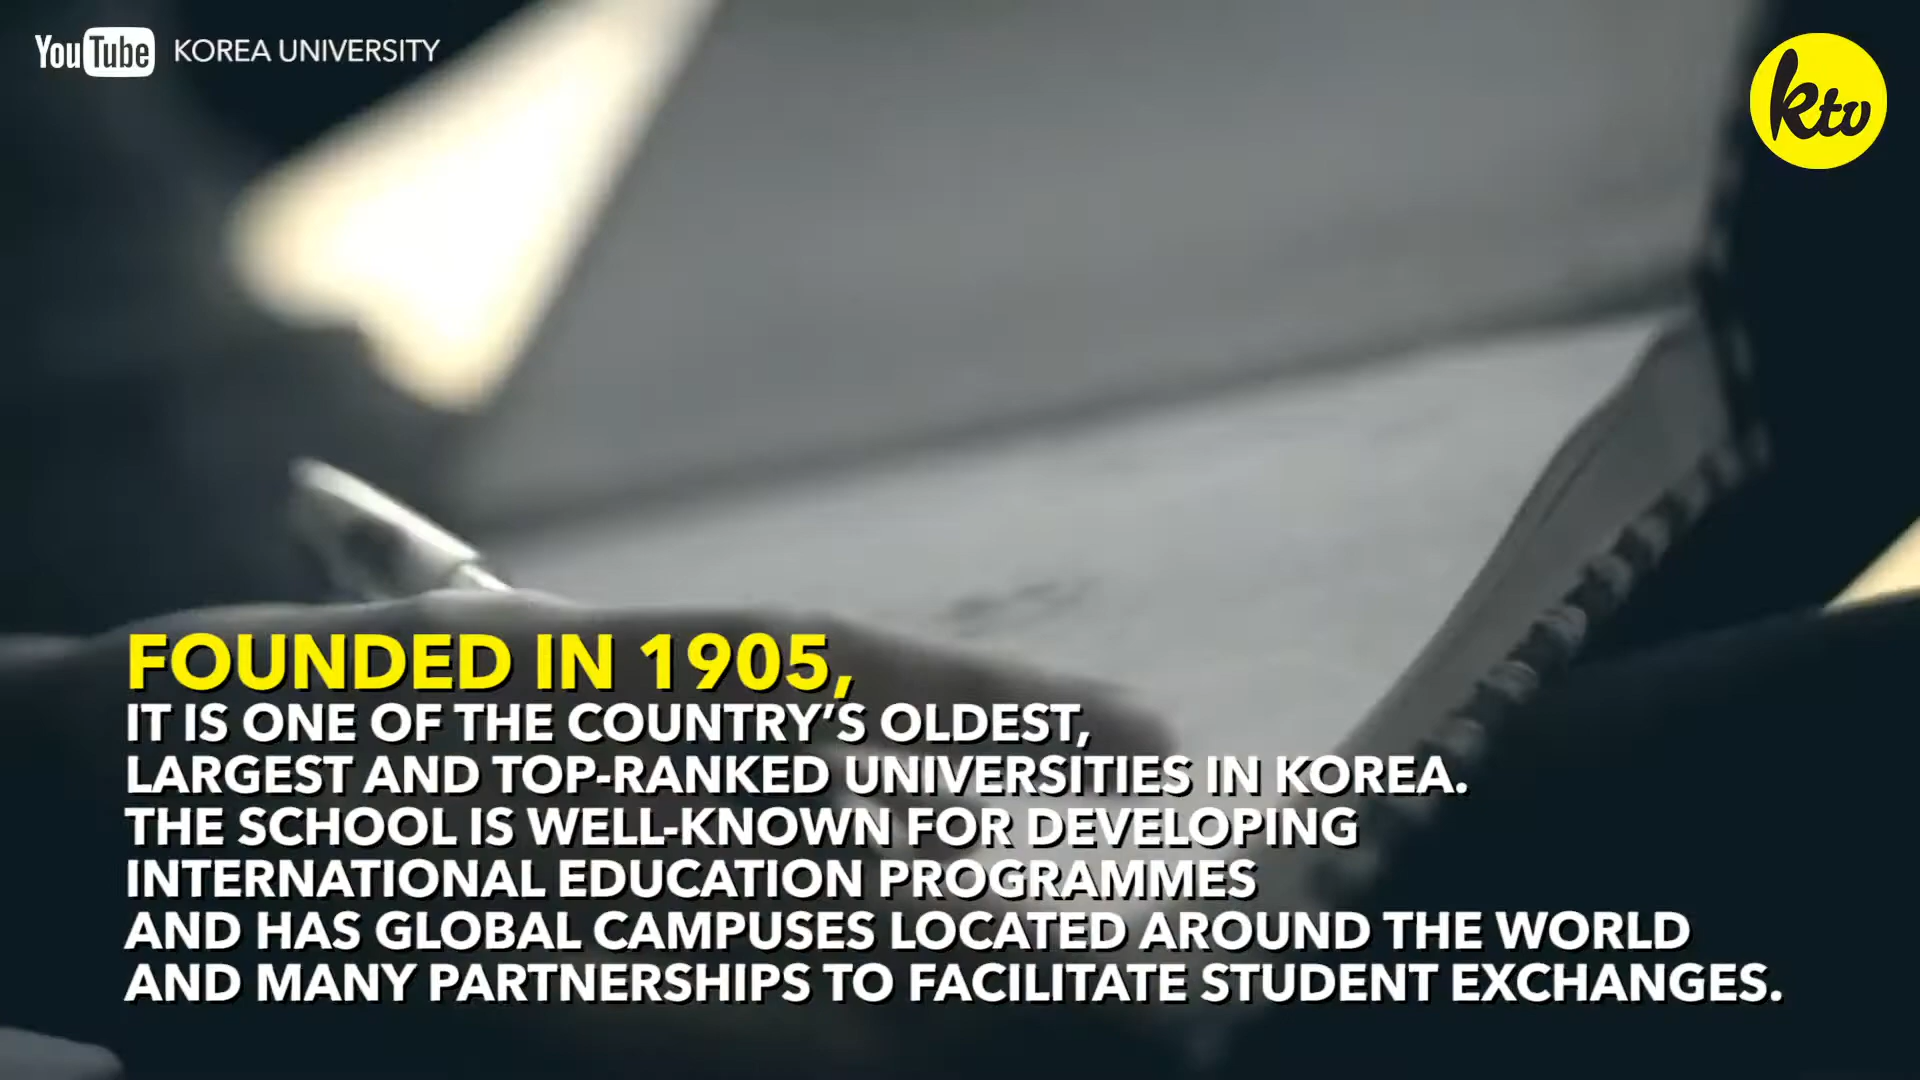 YouTube KOREA UNIVERSITY
ktv
FOUNDED IN 1905,
IT IS ONE OF THE COUNTRY’S OLDEST,
LARGEST AND TOP-RANKED UNIVERSITIES IN KOREA.
THE SCHOOL IS WELL-KNOWN FOR DEVELOPING
INTERNATIONAL EDUCATION PROGRAMMES
AND HAS GLOBAL CAMPUSES LOCATED AROUND THE WORLD
AND MANY PARTNERSHIPS TO FACILITATE STUDENT EXCHANGES.